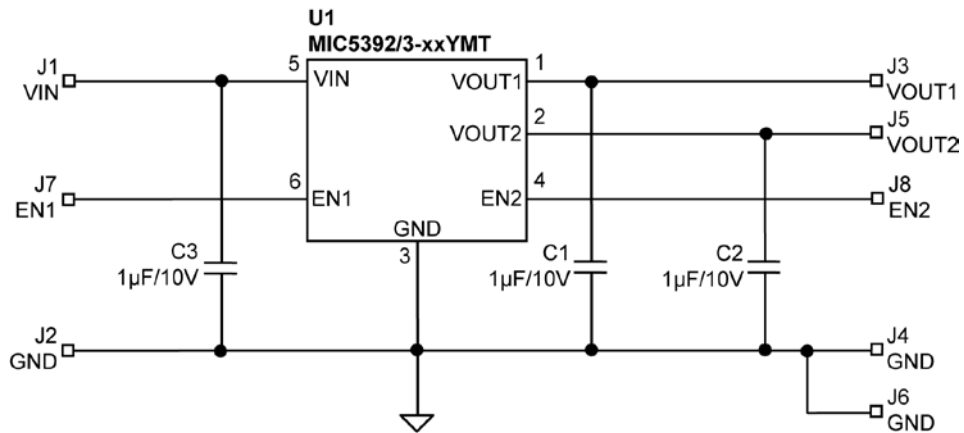 U1
MIC5392/3-xxYMT
J1
VIN
5
VIN
VOUT1
1
J3
VOUT1
VOUT2
2
J5
VOUT2
J7
EN1
6
EN1
EN2
4
J8
EN2
GND
3
C3
1µF/10V
C1
1µF/10V
C2
1µF/10V
J2
GND
J4
GND
J6
GND